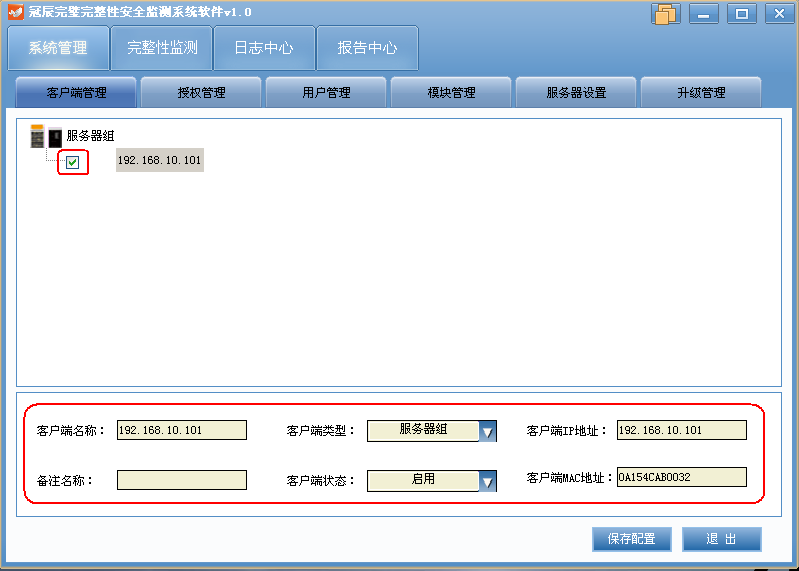 冠辰完璧完整性安全监测系统软件v1.0
系统管理 完整性监测 日志中心 报告中心
客户端管理 授权管理 用户管理 模块管理 服务器设置 升级管理
服务器组
192.168.10.101
客户端名称： 192.168.10.101 客户端类型： 服务器组 客户端IP地址： 192.168.10.101
备注名称： 客户端状态： 启用 客户端MAC地址： 0A154CAB0032
保存配置 退 出